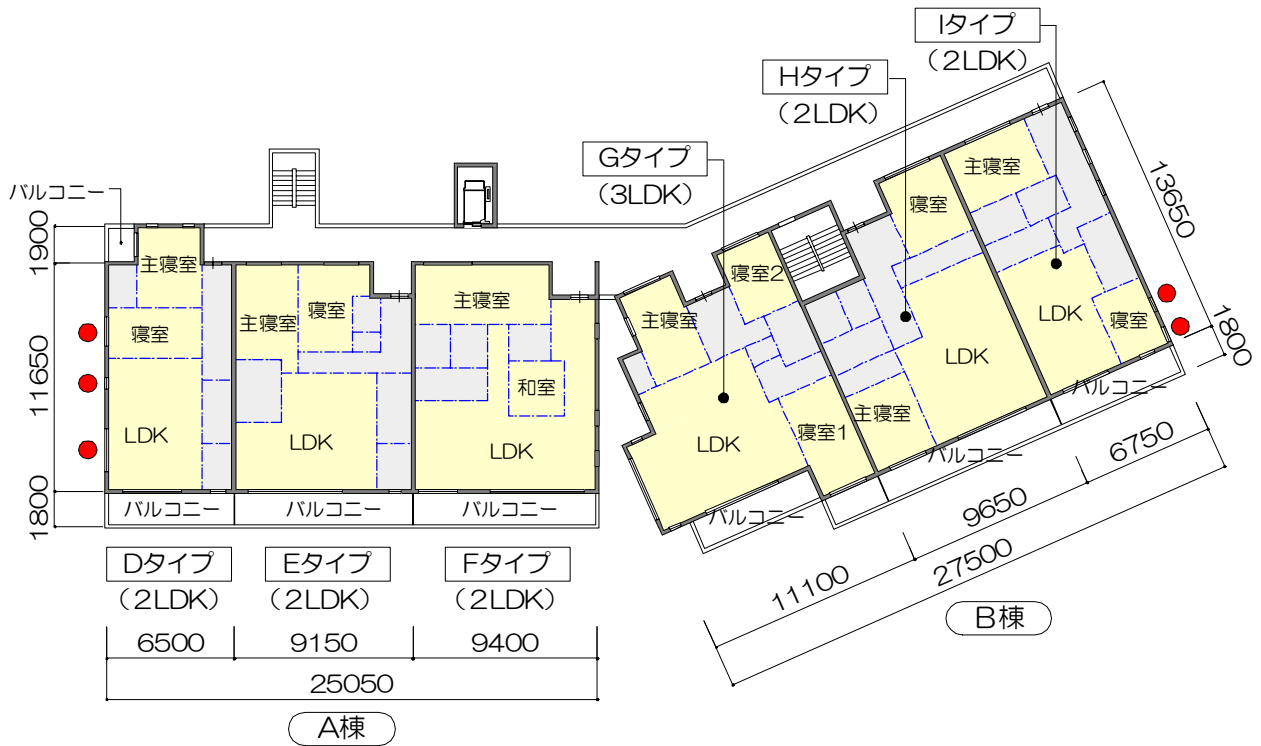 Iタイプ
(2LDK)
Hタイプ
(2LDK)
Gタイプ
(3LDK)
バルコニー
1900
11650
1800
主寝室
寝室
LDK
バルコニー
主寝室
寝室
LDK
バルコニー
主寝室
和室
LDK
バルコニー
主寝室
寝室2
LDK
寝室1
バルコニー
寝室
主寝室
LDK
バルコニー
主寝室
LDK
寝室
バルコニー
13650
1800
6750
9650
11100
27500
B棟
Dタイプ
(2LDK)
Eタイプ
(2LDK)
Fタイプ
(2LDK)
6500
9150
9400
25050
A棟